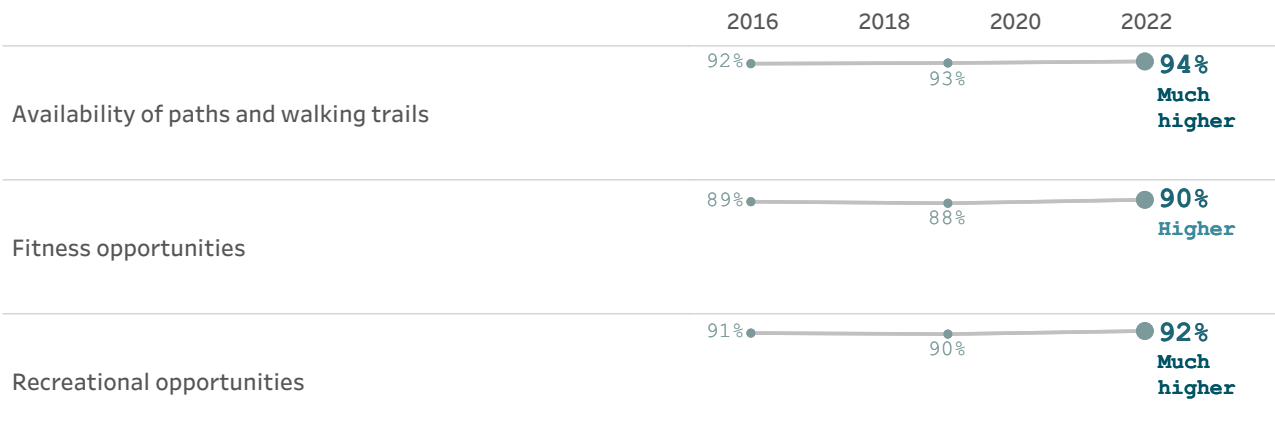 2016 2018 2020 2022
92% 93% 94%
Much
higher
Availability of paths and walking trails
89% 88% 90%
Higher
Fitness opportunities
91% 90% 92%
Much
higher
Recreational opportunities